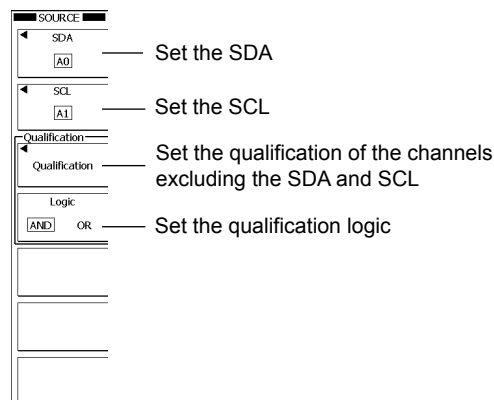 SOURCE
SDA
A0
Set the SDA
SCL
A1
Set the SCL
Qualification
Qualification
Set the qualification of the channels
excluding the SDA and SCL
Logic
AND OR
Set the qualification logic